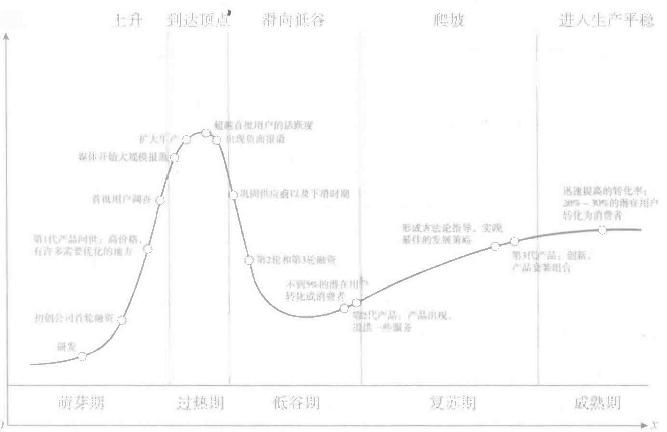 上升 到达顶点 滑向低谷 爬坡 进入生产平稳
超越首批用户的活跃度
扩大生产
出现负面报道
媒体开始大规模报道
首批用户调查
巩固供应商以及下滑时期
迅速提高的转化率:
20%~30%的潜在用户
转化为消费者
第1代产品问世:高价格,
有许多需要优化的地方
形成方法论指导、实践
最佳的发展策略
第2轮和第3轮融资
第3代产品:创新、
产品套装组合
不到5%的潜在用户
转化成消费者
初创公司首轮融资
第2代产品:产品出现,
提供一些服务
研发
萌芽期 过热期 低谷期 复苏期 成熟期
x